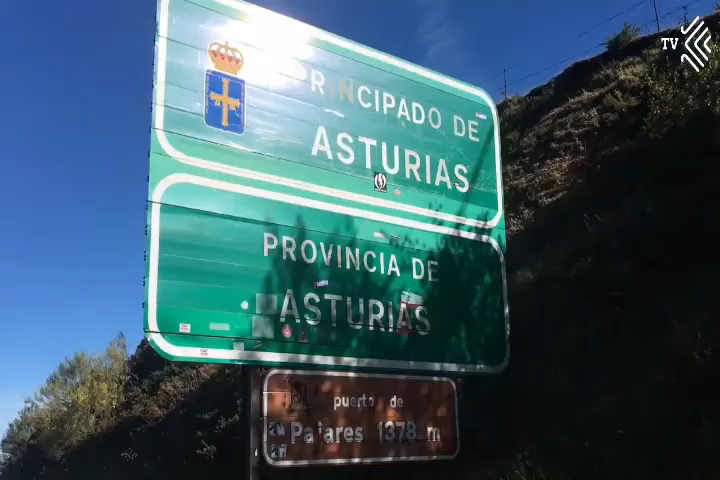 TV
PRINCIPADO DE
ASTURIAS
PROVINCIA DE
ASTURIAS
puerto de
Pajares 1378 m